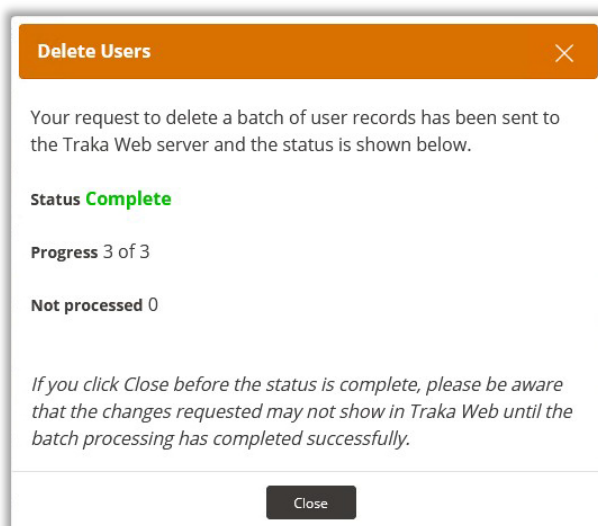 Delete Users
Your request to delete a batch of user records has been sent to
the Traka Web server and the status is shown below.
Status Complete
Progress 3 of 3
Not processed 0
If you click Close before the status is complete, please be aware
that the changes requested may not show in Traka Web until the
batch processing has completed successfully.
Close